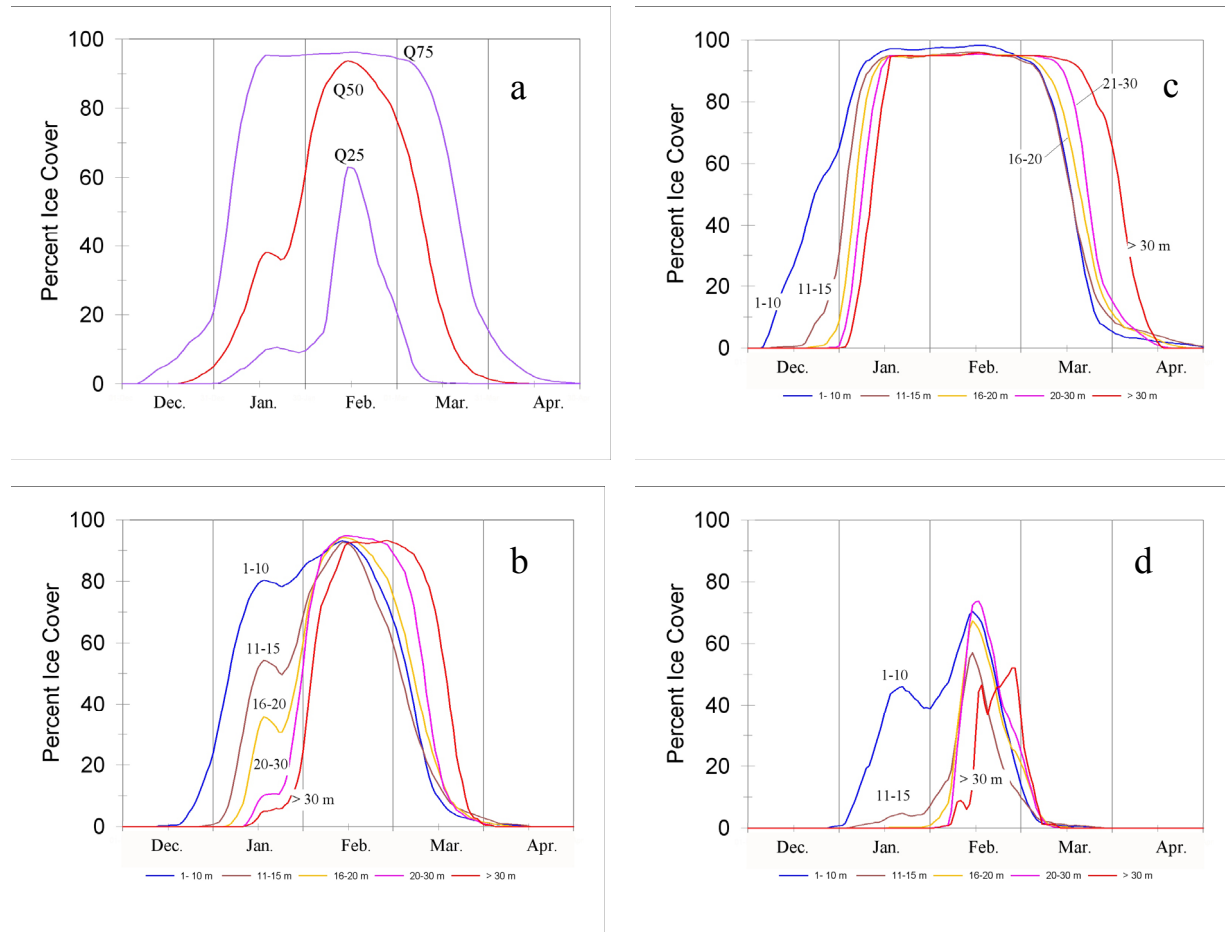 a
Percent Ice Cover
100
80
60
40
20
0
Q75
Q50
Q25
Dec.
Jan.
Feb.
Mar.
Apr.
c
Percent Ice Cover
100
80
60
40
20
0
1-10
11-15
16-20
21-30
> 30 m
Dec.
Jan.
Feb.
Mar.
Apr.
1- 10 m 11-15 m 16-20 m 20-30 m > 30 m
b
Percent Ice Cover
100
80
60
40
20
0
1-10
11-15
16-20
20-30
> 30 m
Dec.
Jan.
Feb.
Mar.
Apr.
1- 10 m 11-15 m 16-20 m 20-30 m > 30 m
d
Percent Ice Cover
100
80
60
40
20
0
1-10
11-15
> 30 m
Dec.
Jan.
Feb.
Mar.
Apr.
1- 10 m 11-15 m 16-20 m 20-30 m > 30 m